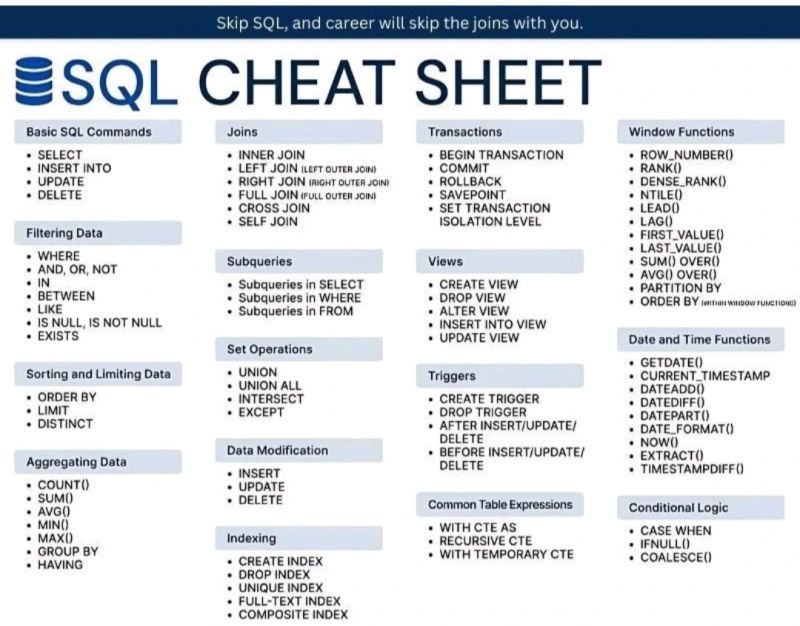 Skip SQL, and career will skip the joins with you.
SQL CHEAT SHEET
Basic SQL Commands
• SELECT
• INSERT INTO
• UPDATE
• DELETE
Filtering Data
• WHERE
• AND, OR, NOT
• IN
• BETWEEN
• LIKE
• IS NULL, IS NOT NULL
• EXISTS
Sorting and Limiting Data
• ORDER BY
• LIMIT
• DISTINCT
Aggregating Data
• COUNT()
• SUM()
• AVG()
• MIN()
• MAX()
• GROUP BY
• HAVING
Joins
• INNER JOIN
• LEFT JOIN (LEFT OUTER JOIN)
• RIGHT JOIN (RIGHT OUTER JOIN)
• FULL JOIN (FULL OUTER JOIN)
• CROSS JOIN
• SELF JOIN
Subqueries
• Subqueries in SELECT
• Subqueries in WHERE
• Subqueries in FROM
Set Operations
• UNION
• UNION ALL
• INTERSECT
• EXCEPT
Data Modification
• INSERT
• UPDATE
• DELETE
Indexing
• CREATE INDEX
• DROP INDEX
• UNIQUE INDEX
• FULL-TEXT INDEX
• COMPOSITE INDEX
Transactions
• BEGIN TRANSACTION
• COMMIT
• ROLLBACK
• SAVEPOINT
• SET TRANSACTION
ISOLATION LEVEL
Views
• CREATE VIEW
• DROP VIEW
• ALTER VIEW
• INSERT INTO VIEW
• UPDATE VIEW
Triggers
• CREATE TRIGGER
• DROP TRIGGER
• AFTER INSERT/UPDATE/
DELETE
• BEFORE INSERT/UPDATE/
DELETE
Common Table Expressions
• WITH CTE AS
• RECURSIVE CTE
• WITH TEMPORARY CTE
Window Functions
• ROW_NUMBER()
• RANK()
• DENSE_RANK()
• NTILE()
• LEAD()
• LAG()
• FIRST_VALUE()
• LAST_VALUE()
• SUM() OVER()
• AVG() OVER()
• PARTITION BY
• ORDER BY (WITHIN WINDOW FUNCTIONS)
Date and Time Functions
• GETDATE()
• CURRENT_TIMESTAMP
• DATEADD()
• DATEDIFF()
• DATEPART()
• DATE_FORMAT()
• NOW()
• EXTRACT()
• TIMESTAMPDIFF()
Conditional Logic
• CASE WHEN
• IFNULL()
• COALESCE()